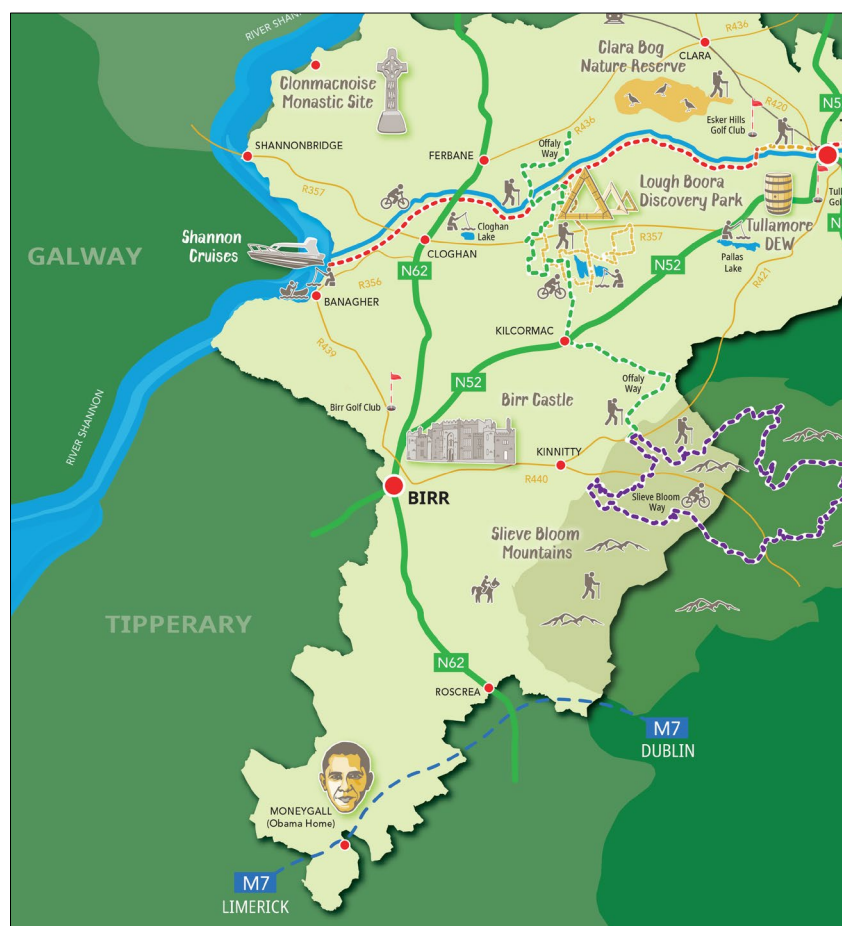 RIVER SHANNON
R436
Clara Bog
Nature Reserve
CLARA
Clonmacnoise
Monastic Site
R420
N5
Esker Hills
Golf Club
R436
Offaly
Way
SHANNONBRIDGE
FERBANE
R357
Lough Boora
Discovery Park
Tullamore
DEW
Tull
Gol
N
Shannon
Cruises
GALWAY
Cloghan
Lake
CLOGHAN
R357
Pallas
Lake
N62
N52
R421
R356
BANAGHER
R439
KILCORMAC
N52
Offaly
Way
Birr Castle
Birr Golf Club
RIVER SHANNON
KINNITTY
R440
BIRR
Slieve Bloom
Way
Slieve Bloom
Mountains
TIPPERARY
N62
ROSCREA
M7
DUBLIN
MONEYGALL
(Obama Home)
M7
LIMERICK